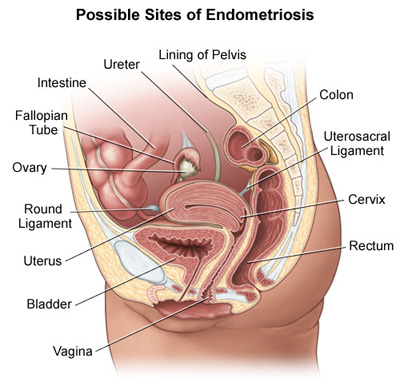 Possible Sites of Endometriosis
Lining of Pelvis
Ureter
Intestine
Fallopian
Tube
Ovary
Round
Ligament
Uterus
Bladder
Vagina
Colon
Uterosacral
Ligament
Cervix
Rectum